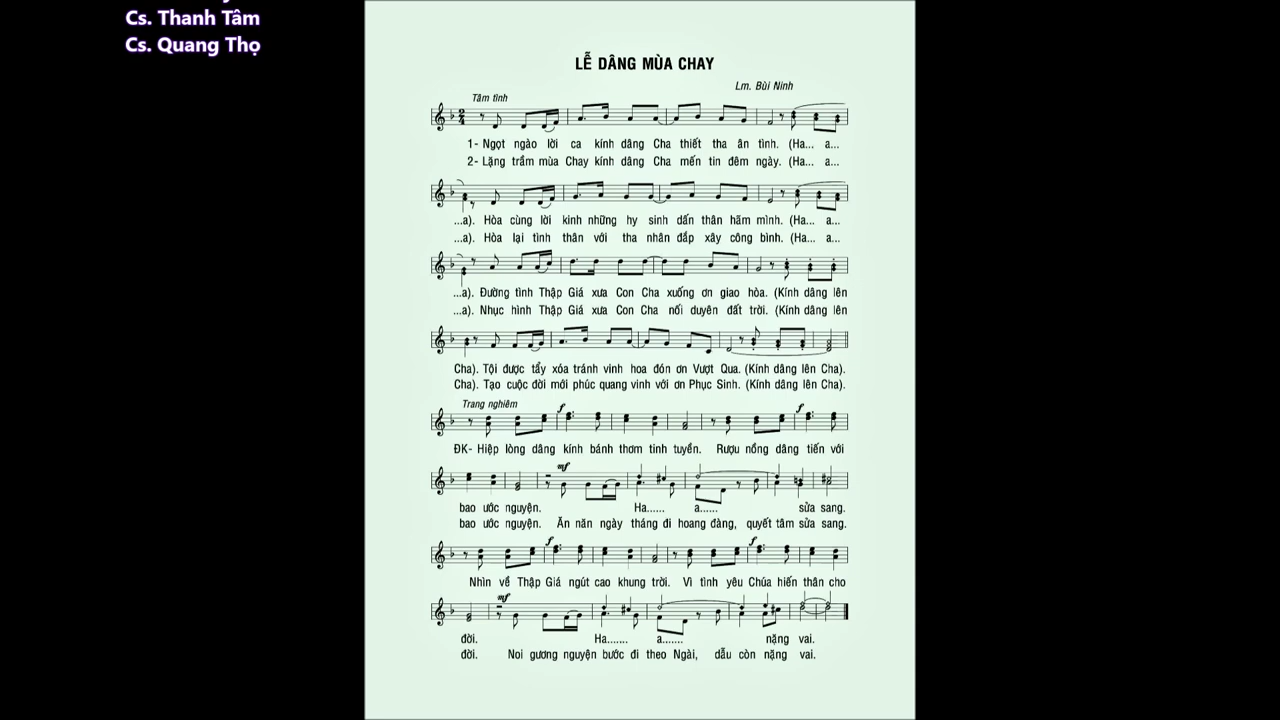 Cs. Thanh Tâm
Cs. Quang Thọ
LỄ DÂNG MÙA CHAY
Lm. Bùi Ninh
Tâm tình
1- Ngọt ngào lời ca kính dâng Cha thiết tha ân tình. (Ha... a...
2- Lặng trầm mùa Chay kính dâng Cha mến tin đêm ngày. (Ha... a...
...a). Hòa cùng lời kinh những hy sinh dấn thân hãm mình. (Ha... a...
...a). Hòa lại tình thân với tha nhân đắp xây công bình. (Ha... a...
...a). Đường tình Thập Giá xưa Con Cha xuống ơn giao hòa. (Kính dâng lên
...a). Nhục hình Thập Giá xưa Con Cha nối duyên đất trời. (Kính dâng lên
Cha). Tội được tẩy xóa tránh vinh hoa đón ơn Vượt Qua. (Kính dâng lên Cha).
Cha). Tạo cuộc đời mới phúc quang vinh với ơn Phục Sinh. (Kính dâng lên Cha).
Trang nghiêm
f
f
ĐK- Hiệp lòng dâng kính bánh thơm tinh tuyền. Rượu nồng dâng tiến với
mf
bao ước nguyện. Ha...... a...... sửa sang.
bao ước nguyện. Ăn năn ngày tháng đi hoang đàng, quyết tâm sửa sang.
f
f
Nhìn về Thập Giá ngút cao khung trời. Vì tình yêu Chúa hiến thân cho
mf
đời. Ha....... a....... nặng vai.
đời. Noi gương nguyện bước đi theo Ngài, dẫu còn nặng vai.